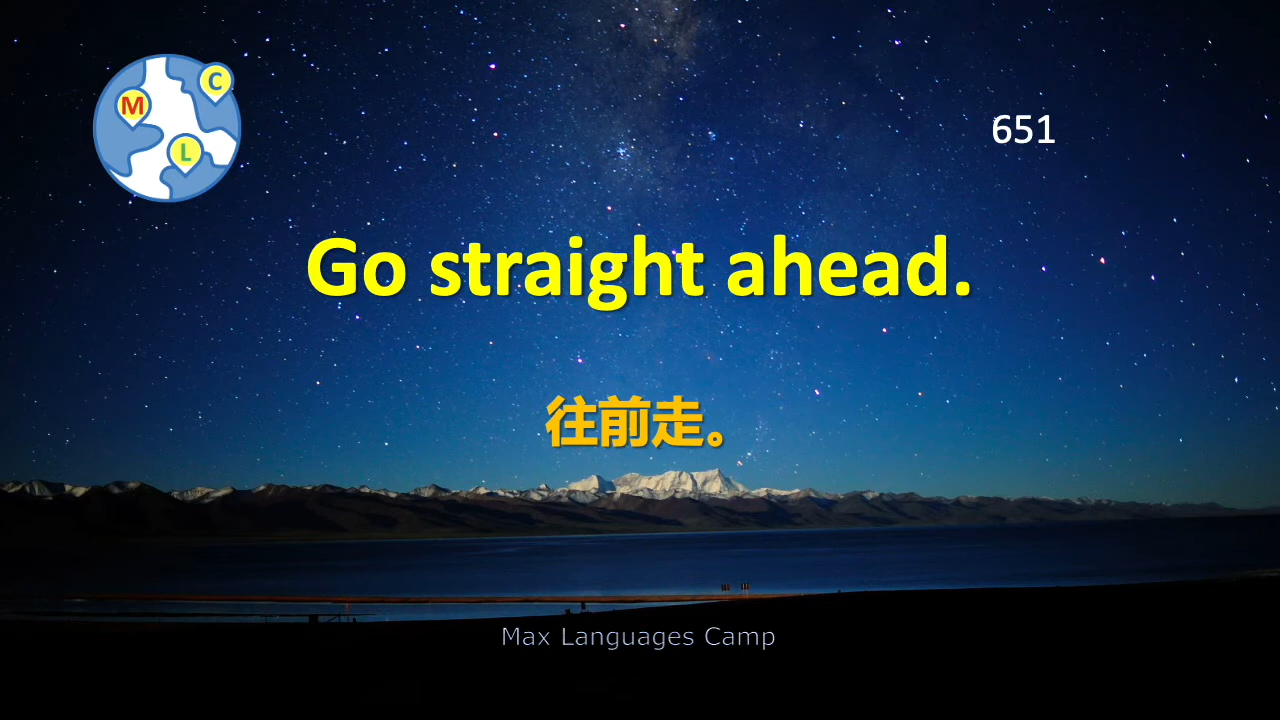 M
C
L
651
Go straight ahead.
往前走。
Max Languages Camp